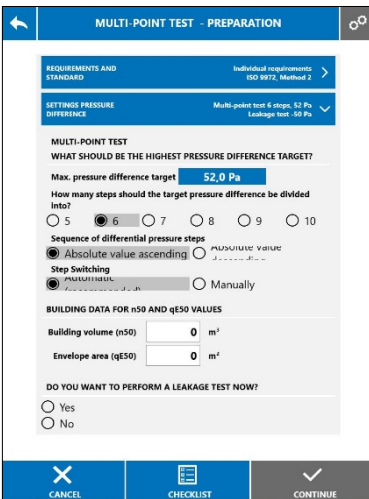 MULTI-POINT TEST - PREPARATION
REQUIREMENTS AND
STANDARD
Individual requirements
ISO 9972, Method 2
SETTINGS PRESSURE
DIFFERENCE
Multi-point test 6 steps, 52 Pa
Leakage test -50 Pa
MULTI-POINT TEST
WHAT SHOULD BE THE HIGHEST PRESSURE DIFFERENCE TARGET?
Max. pressure difference target 52,0 Pa
How many steps should the target pressure difference be divided
into?
5 6 7 8 9 10
Sequence of differential pressure steps
Absolute value ascending Absolute value
Step Switching
Automatic Manually
BUILDING DATA FOR n50 AND qE50 VALUES
Building volume (n50) 0 m³
Envelope area (qE50) 0 m²
DO YOU WANT TO PERFORM A LEAKAGE TEST NOW?
Yes
No
CANCEL CHECKLIST CONTINUE